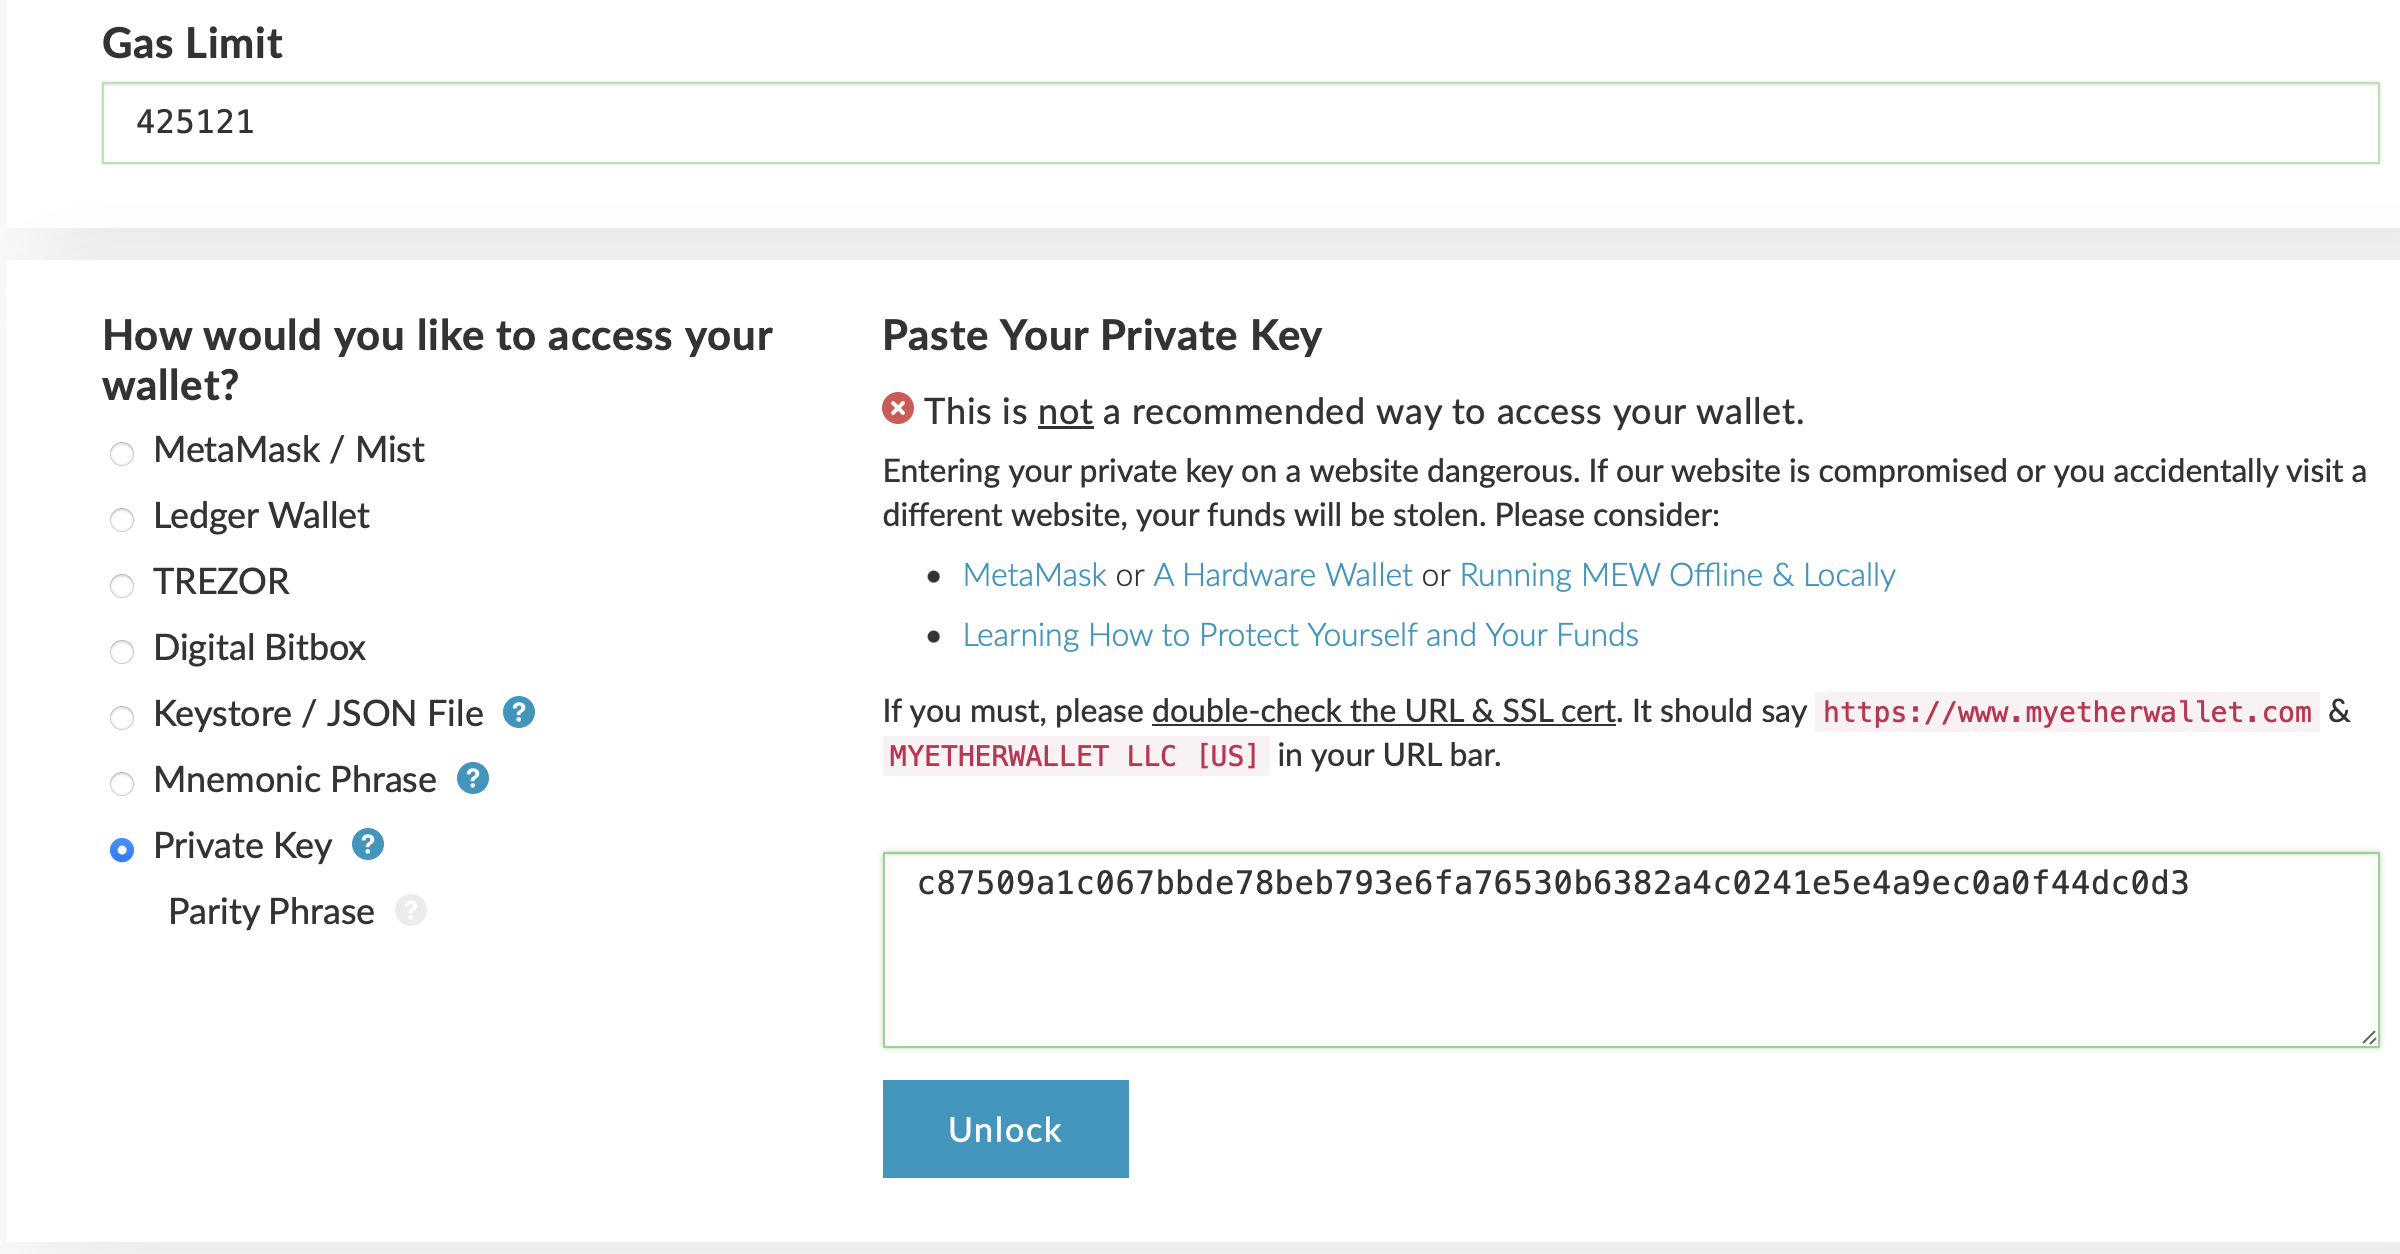 Gas Limit
425121
How would you like to access your
wallet?
MetaMask / Mist
Ledger Wallet
TREZOR
Digital Bitbox
Keystore / JSON File ?
Mnemonic Phrase ?
Private Key ?
Parity Phrase ?
Paste Your Private Key
This is not a recommended way to access your wallet.
Entering your private key on a website dangerous. If our website is compromised or you accidentally visit a
different website, your funds will be stolen. Please consider:
• MetaMask or A Hardware Wallet or Running MEW Offline & Locally
• Learning How to Protect Yourself and Your Funds
If you must, please double-check the URL & SSL cert. It should say https://www.myetherwallet.com &
MYETHERWALLET LLC [US] in your URL bar.
c87509a1c067bbde78beb793e6fa76530b6382a4c0241e5e4a9ec0a0f44dc0d3
Unlock